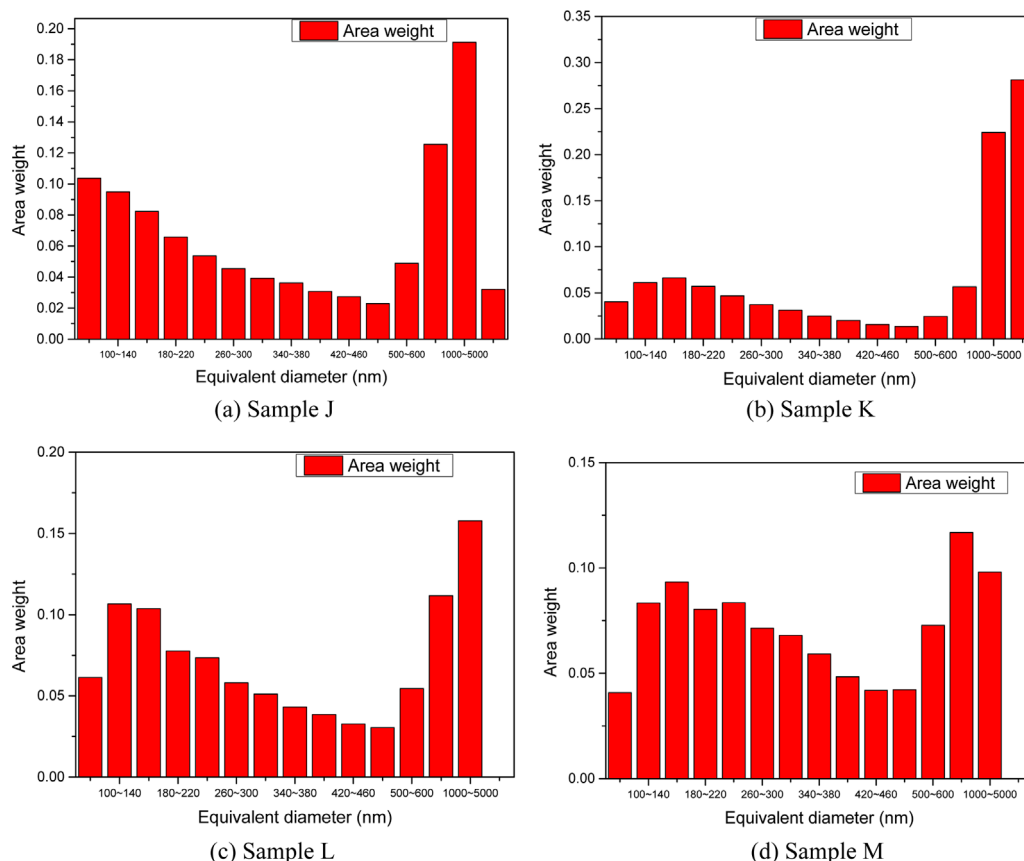 Area weight
0.20
0.18
0.16
0.14
0.12
0.10
0.08
0.06
0.04
0.02
0.00
Area weight
100~140 180~220 260~300 340~380 420~460 500~600 1000~5000
Equivalent diameter (nm)
(a) Sample J
Area weight
0.35
0.30
0.25
0.20
0.15
0.10
0.05
0.00
Area weight
100~140 180~220 260~300 340~380 420~460 500~600 1000~5000
Equivalent diameter (nm)
(b) Sample K
Area weight
0.20
0.15
0.10
0.05
0.00
Area weight
100~140 180~220 260~300 340~380 420~460 500~600 1000~5000
Equivalent diameter (nm)
(c) Sample L
Area weight
0.15
0.10
0.05
0.00
Area weight
100~140 180~220 260~300 340~380 420~460 500~600 1000~5000
Equivalent diameter (nm)
(d) Sample M